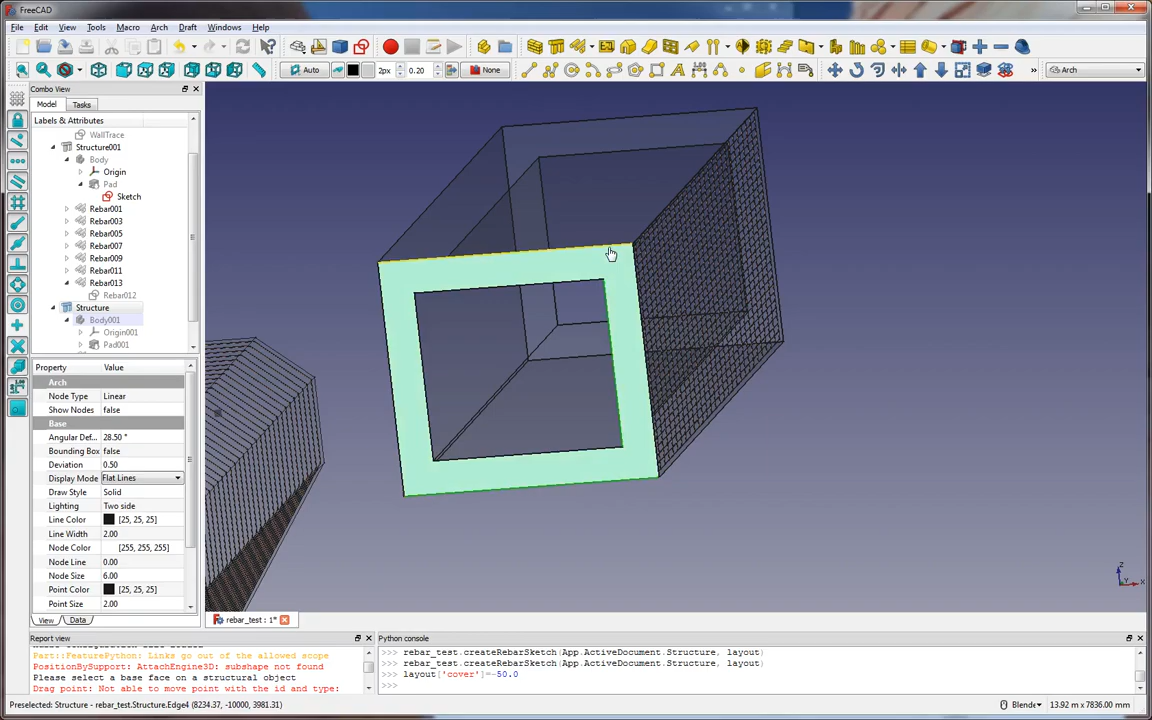 FreeCAD
File Edit View Tools Macro Arch Draft Windows Help
Auto 2px 0.20 None Arch
Combo View
Model Tasks
Labels & Attributes
WallTrace
Structure001
Body
Origin
Pad
Sketch
Rebar001
Rebar003
Rebar005
Rebar007
Rebar009
Rebar011
Rebar013
Rebar012
Structure
Body001
Origin001
Pad001
Property Value
Arch
Node Type Linear
Show Nodes false
Base
Angular Def... 28.50 °
Bounding Box false
Deviation 0.50
Display Mode Flat Lines
Draw Style Solid
Lighting Two side
Line Color [25, 25, 25]
Line Width 2.00
Node Color [255, 255, 255]
Node Line 0.00
Node Size 6.00
Point Color [25, 25, 25]
Point Size 2.00
View Data
Z
Y
X
rebar_test : 1*
Report view
Part::FeaturePython: Links go out of the allowed scope
PositionBySupport: AttachEngine3D: subshape not found
Please select a base face on a structural object
Drag point: Not able to move point with the id and type:
Python console
>>> rebar_test.createRebarSketch(App.ActiveDocument.Structure, layout)
>>> rebar_test.createRebarSketch(App.ActiveDocument.Structure, layout)
>>> layout['cover']=-50.0
>>>
Preselected: Structure - rebar_test.Structure.Edge4 (8234.37, -10000, 3981.31)
Blender 13.92 m x 7836.00 mm